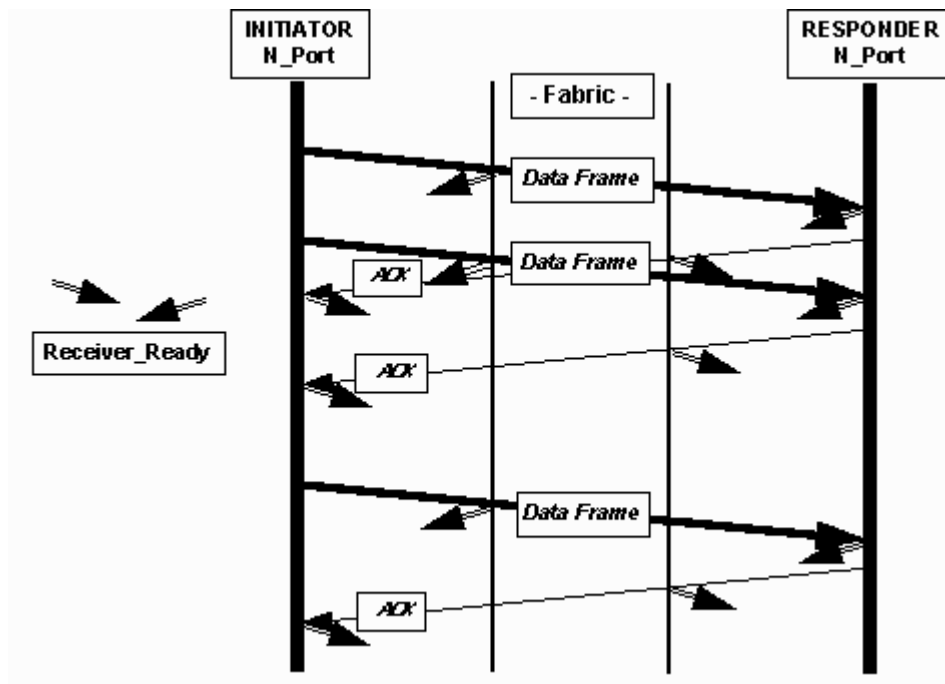 INITIATOR
N_Port
RESPONDER
N_Port
- Fabric -
Data Frame
Data Frame
ACK
Receiver_Ready
ACK
Data Frame
ACK